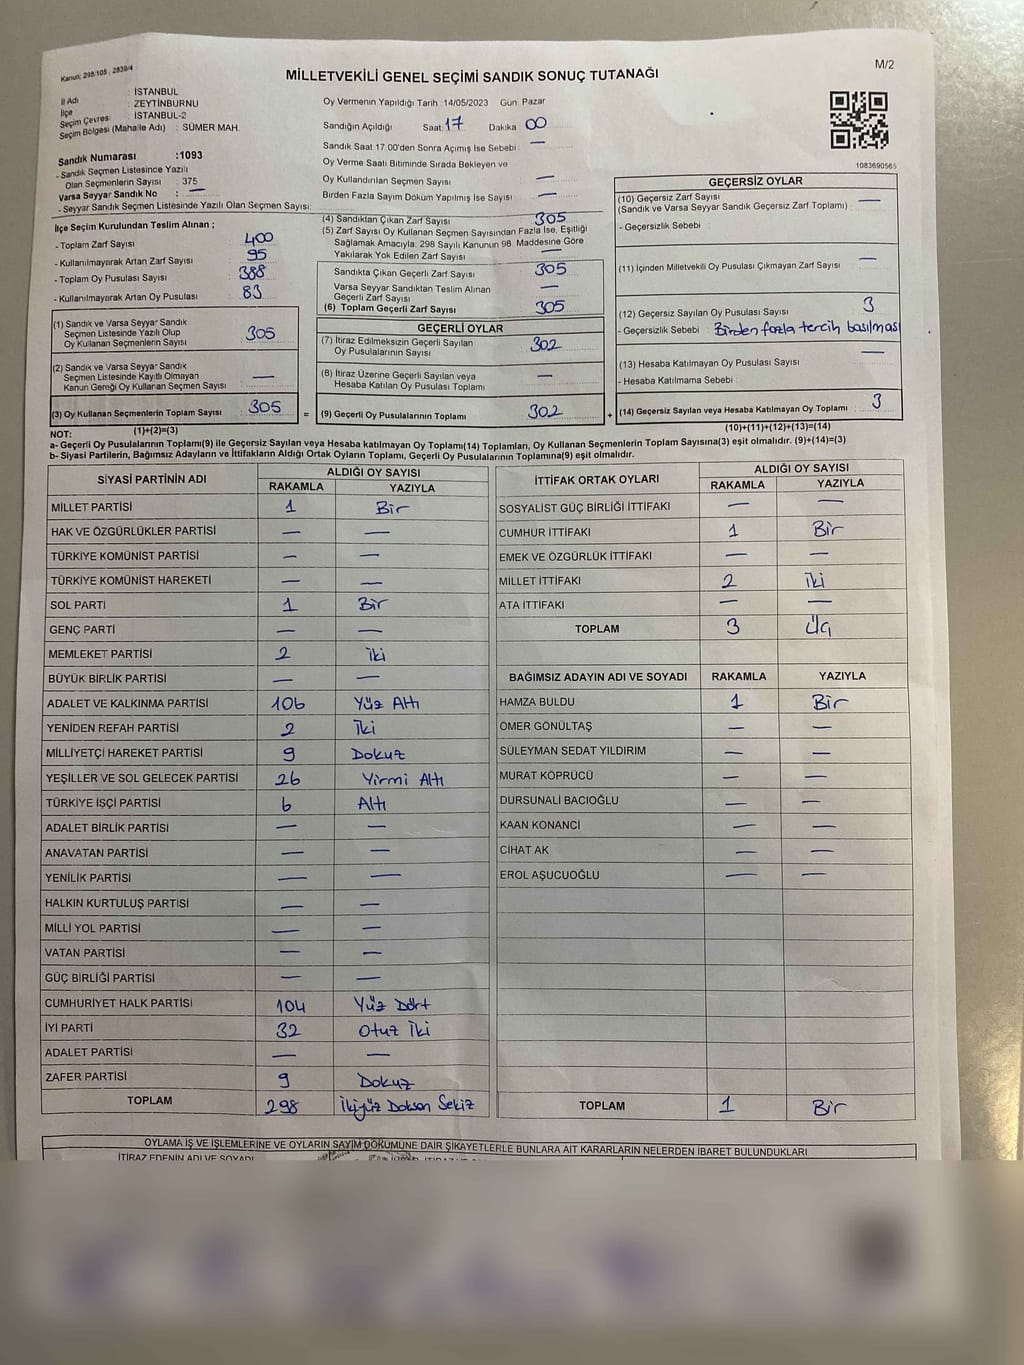 Kanun: 298/105, 2839/4
MİLLETVEKİLİ GENEL SEÇİMİ SANDIK SONUÇ TUTANAĞI
M/2
İl Adı : İSTANBUL
İlçe : ZEYTİNBURNU
Seçim Çevres : İSTANBUL-2
Seçim Bölgesi (Mahalle Adı) : SÜMER MAH.
Sandık Numarası :1093
- Sandık Seçmen Listesince Yazılı
Olan Seçmenlerin Sayısı : 375
Varsa Seyyar Sandık No : —
- Seyyar Sandık Seçmen Listesinde Yazılı Olan Seçmen Sayısı:
Oy Vermenin Yapıldığı Tarih :14/05/2023 Gün :Pazar
Sandığın Açıldığı Saat 17 Dakika 00
Sandık Saat 17.00'den Sonra Açımış İse Sebebi : —
Oy Verme Saati Bitiminde Sırada Bekleyen ve
Oy Kullandırılan Seçmen Sayısı —
Birden Fazla Sayım Döküm Yapılmış İse Sayısı —
1083690565
İlçe Seçim Kurulundan Teslim Alınan ;
- Toplam Zarf Sayısı 400
- Kullanılmayarak Artan Zarf Sayısı 95
- Toplam Oy Pusulası Sayısı 388
- Kullanılmayarak Artan Oy Pusulası 83
(1) Sandık ve Varsa Seyyar Sandık
Seçmen Listesinde Yazılı Olup
Oy Kullanan Seçmenlerin Sayısı 305
(2) Sandık ve Varsa Seyyar Sandık
Seçmen Listesinde Kayıtlı Olmayan
Kanun Gereği Oy Kullanan Seçmen Sayısı —
(3) Oy Kullanan Seçmenlerin Toplam Sayısı 305 =
(1)+(2)=(3)
(4) Sandıktan Çıkan Zarf Sayısı 305
(5) Zarf Sayısı Oy Kullanan Seçmen Sayısından Fazla İse, Eşitliği
Sağlamak Amacıyla. 298 Sayılı Kanunun 98. Maddesine Göre
Yakılarak Yok Edilen Zarf Sayısı —
Sandıkta Çıkan Geçerli Zarf Sayısı 305
Varsa Seyyar Sandıktan Teslim Alınan
Geçerli Zarf Sayısı —
(6) Toplam Geçerli Zarf Sayısı 305
GEÇERLİ OYLAR
(7) İtiraz Edilmeksizin Geçerli Sayılan
Oy Pusulalarının Sayısı 302
(8) İtiraz Üzerine Geçerli Sayılan veya
Hesaba Katılan Oy Pusulası Toplamı —
(9) Geçerli Oy Pusulalarının Toplamı 302 +
GEÇERSİZ OYLAR
(10) Geçersiz Zarf Sayısı —
(Sandık ve Varsa Seyyar Sandık Geçersiz Zarf Toplamı)
- Geçersizlik Sebebi :
(11) İçinden Milletvekili Oy Pusulası Çıkmayan Zarf Sayısı —
(12) Geçersiz Sayılan Oy Pusulası Sayısı 3
- Geçersizlik Sebebi Birden fazla tercih basılması
(13) Hesaba Katılmayan Oy Pusulası Sayısı —
- Hesaba Katılmama Sebebi :
(14) Geçersiz Sayılan veya Hesaba Katılmayan Oy Toplamı 3
(10)+(11)+(12)+(13)=(14)
NOT:
a- Geçerli Oy Pusulalarının Toplamı(9) ile Geçersiz Sayılan veya Hesaba katılmayan Oy Toplamı(14) Toplamları, Oy Kullanan Seçmenlerin Toplam Sayısına(3) eşit olmalıdır. (9)+(14)=(3)
b- Siyasi Partilerin, Bağımsız Adayların ve İttifakların Aldığı Ortak Oyların Toplamı, Geçerli Oy Pusulalarının Toplamına(9) eşit olmalıdır.
SİYASİ PARTİNİN ADI ALDIĞI OY SAYISI
RAKAMLA YAZIYLA
MİLLET PARTİSİ 1 Bir
HAK VE ÖZGÜRLÜKLER PARTİSİ — —
TÜRKİYE KOMÜNİST PARTİSİ — —
TÜRKİYE KOMÜNİST HAREKETİ — —
SOL PARTİ 1 Bir
GENÇ PARTİ — —
MEMLEKET PARTİSİ 2 iki
BÜYÜK BİRLİK PARTİSİ — —
ADALET VE KALKINMA PARTİSİ 106 Yüz Altı
YENİDEN REFAH PARTİSİ 2 İki
MİLLİYETÇİ HAREKET PARTİSİ 9 Dokuz
YEŞİLLER VE SOL GELECEK PARTİSİ 26 Yirmi Altı
TÜRKİYE İŞÇİ PARTİSİ 6 Altı
ADALET BİRLİK PARTİSİ — —
ANAVATAN PARTİSİ — —
YENİLİK PARTİSİ — —
HALKIN KURTULUŞ PARTİSİ — —
MİLLİ YOL PARTİSİ — —
VATAN PARTİSİ — —
GÜÇ BİRLİĞİ PARTİSİ — —
CUMHURİYET HALK PARTİSİ 104 Yüz Dört
İYİ PARTİ 32 Otuz İki
ADALET PARTİSİ — —
ZAFER PARTİSİ 9 Dokuz
TOPLAM 298 İkiyüz Doksan Sekiz
İTTİFAK ORTAK OYLARI ALDIĞI OY SAYISI
RAKAMLA YAZIYLA
SOSYALİST GÜÇ BİRLİĞİ İTTİFAKI — —
CUMHUR İTTİFAKI 1 Bir
EMEK VE ÖZGÜRLÜK İTTİFAKI — —
MİLLET İTTİFAKI 2 iki
ATA İTTİFAKI — —
TOPLAM 3 Üç
BAĞIMSIZ ADAYIN ADI VE SOYADI RAKAMLA YAZIYLA
HAMZA BULDU 1 Bir
ÖMER GÖNÜLTAŞ — —
SÜLEYMAN SEDAT YILDIRIM — —
MURAT KÖPRÜCÜ — —
DURSUNALİ BACIOĞLU — —
KAAN KONANCI — —
CİHAT AK — —
EROL AŞUCUOĞLU — —
TOPLAM 1 Bir
OYLAMA İŞ VE İŞLEMLERİNE VE OYLARIN SAYIM DÖKÜMÜNE DAİR ŞİKAYETLERLE BUNLARA AİT KARARLARIN NELERDEN İBARET BULUNDUKLARI
İTİRAZ EDENİN ADI VE SOYADI